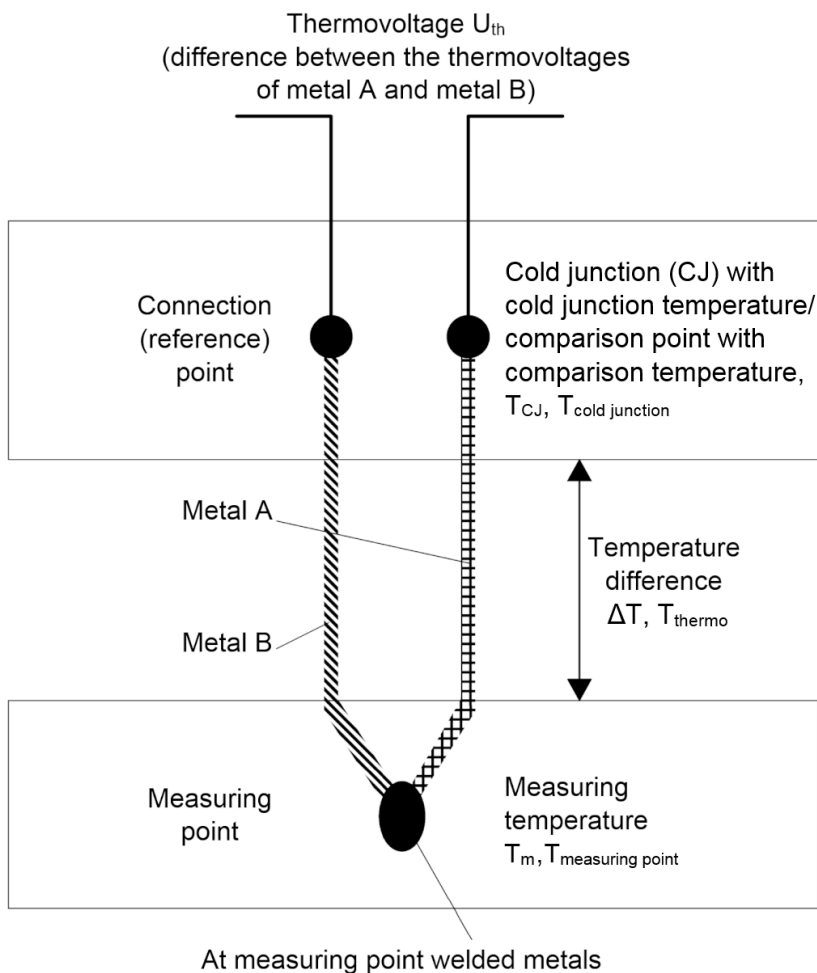 Thermovoltage Uth
(difference between the thermovoltages
of metal A and metal B)
Connection
(reference)
point
Cold junction (CJ) with
cold junction temperature/
comparison point with
comparison temperature,
TCJ, Tcold junction
Metal A
Metal B
Temperature
difference
ΔT, Tthermo
Measuring
point
Measuring
temperature
Tm,Tmeasuring point
At measuring point welded metals